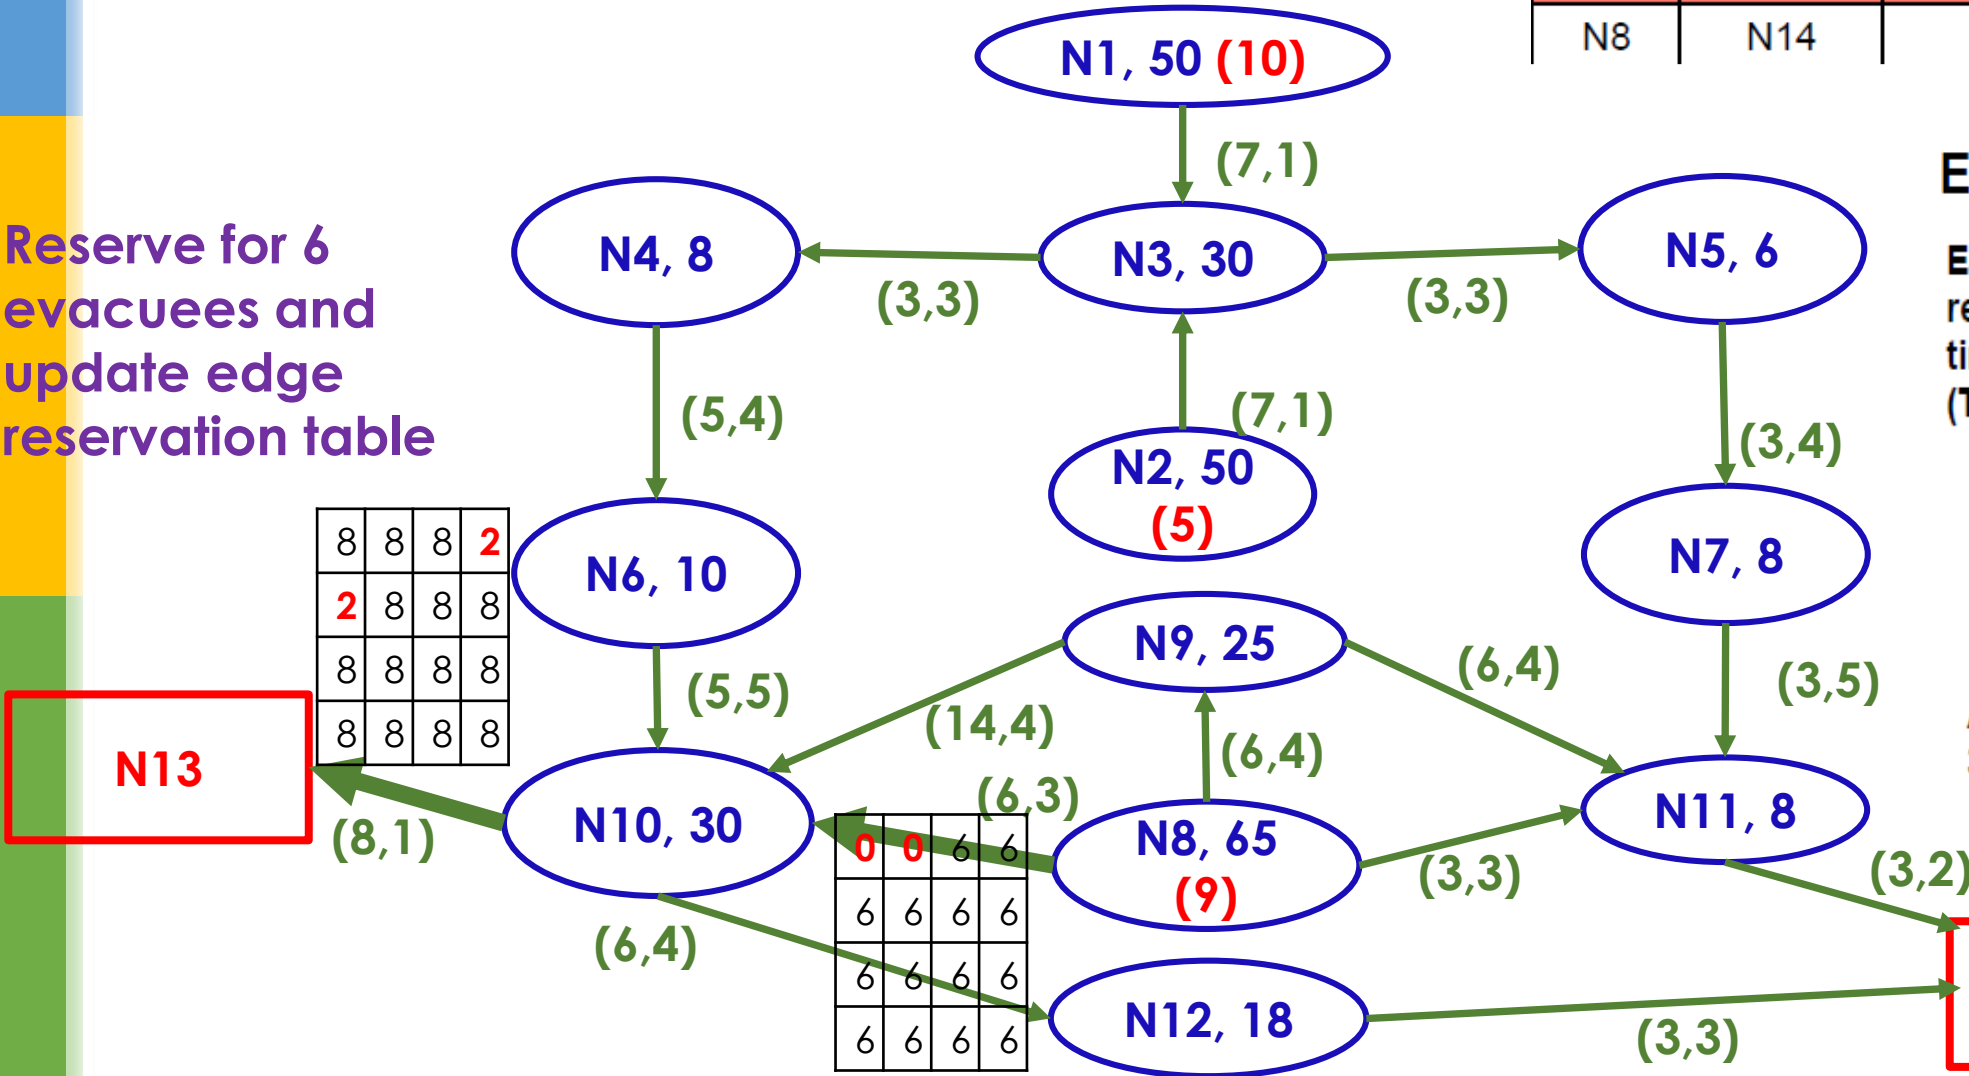 N8 N14
N1, 50 (10)
(7,1)
E
Reserve for 6
evacuees and
update edge
reservation table
N4, 8
N3, 30
N5, 6
(3,3)
(3,3)
E
re
ti
(T
(5,4)
(7,1)
(3,4)
N2, 50
(5)
8 8 8 2
2 8 8 8
8 8 8 8
8 8 8 8
N6, 10
N7, 8
N9, 25
(6,4)
(5,5)
(14,4)
(6,4)
(3,5)
N13
(8,1)
N10, 30
(6,3)
0 0 6 6
6 6 6 6
6 6 6 6
6 6 6 6
N8, 65
(9)
N11, 8
(3,3)
(3,2)
(6,4)
N12, 18
(3,3)